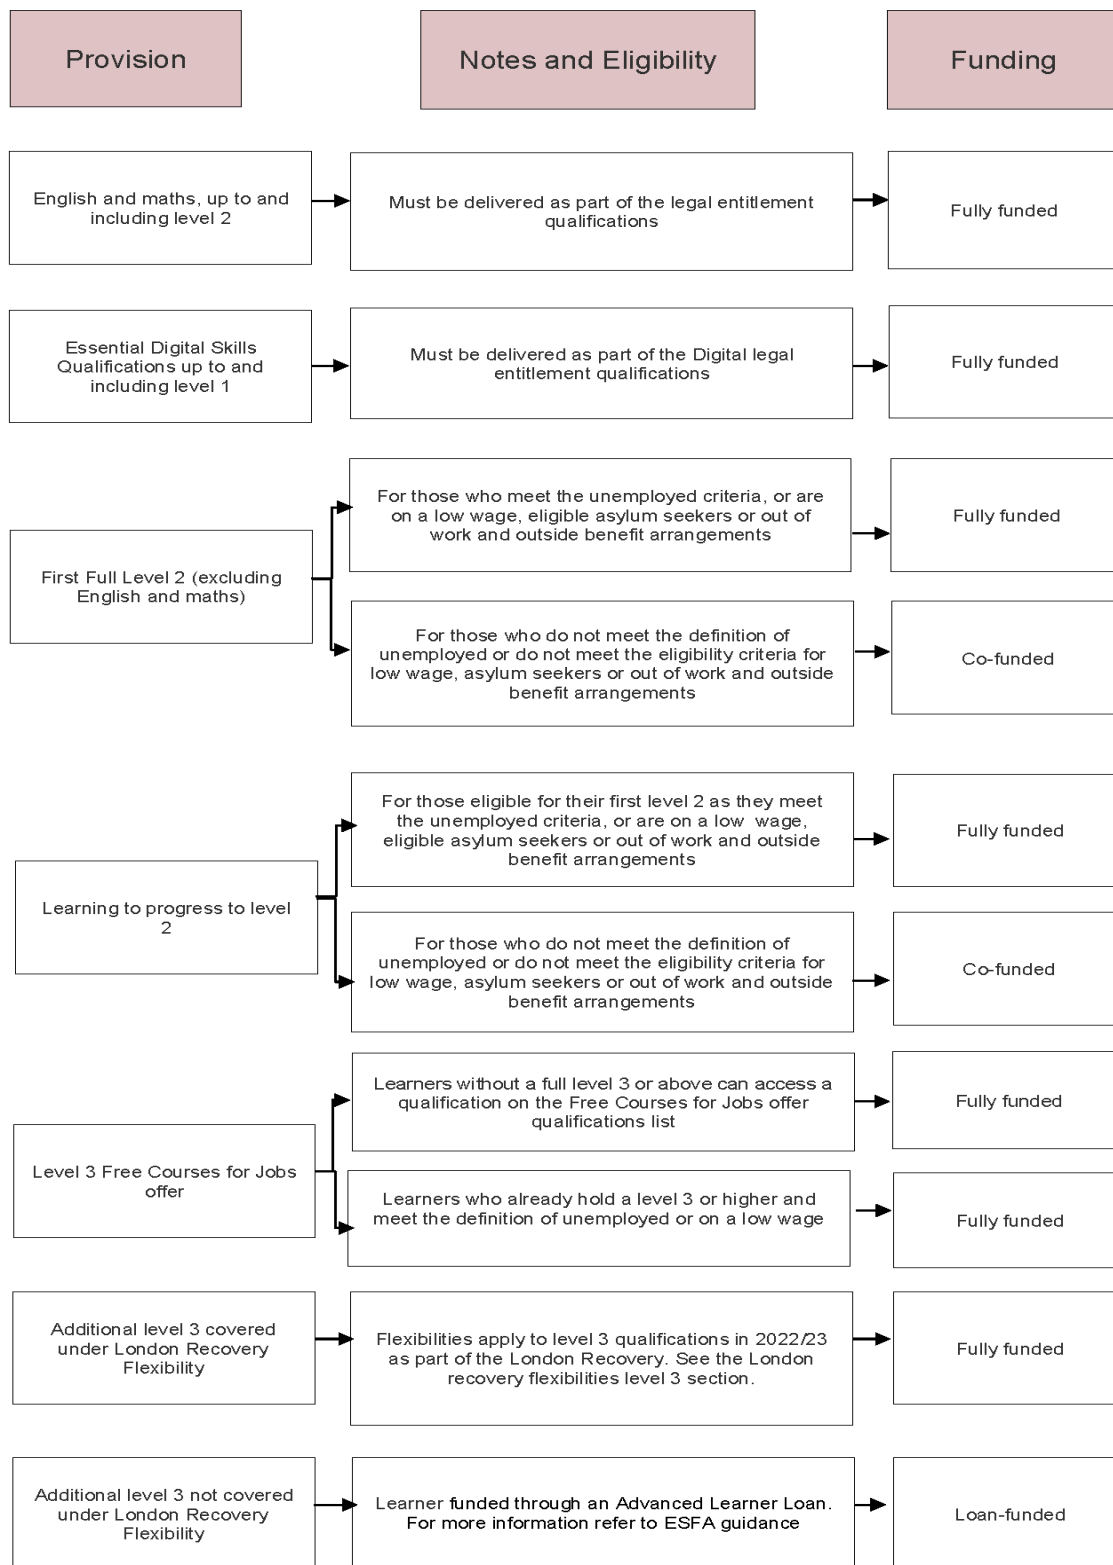 Provision
Notes and Eligibility
Funding
English and maths, up to and
including level 2
Must be delivered as part of the legal entitlement
qualifications
Fully funded
Essential Digital Skills
Qualifications up to and
including level 1
Must be delivered as part of the Digital legal
entitlement qualifications
Fully funded
First Full Level 2 (excluding
English and maths)
For those who meet the unemployed criteria, or are
on a low wage, eligible asylum seekers or out of
work and outside benefit arrangements
Fully funded
For those who do not meet the definition of
unemployed or do not meet the eligibility criteria for
low wage, asylum seekers or out of work and outside
benefit arrangements
Co-funded
Learning to progress to level
2
For those eligible for their first level 2 as they meet
the unemployed criteria, or are on a low wage,
eligible asylum seekers or out of work and outside
benefit arrangements
Fully funded
For those who do not meet the definition of
unemployed or do not meet the eligibility criteria for
low wage, asylum seekers or out of work and outside
benefit arrangements
Co-funded
Level 3 Free Courses for Jobs
offer
Learners without a full level 3 or above can access a
qualification on the Free Courses for Jobs offer
qualifications list
Fully funded
Learners who already hold a level 3 or higher and
meet the definition of unemployed or on a low wage
Fully funded
Additional level 3 covered
under London Recovery
Flexibility
Flexibilities apply to level 3 qualifications in 2022/23
as part of the London Recovery. See the London
recovery flexibilities level 3 section.
Fully funded
Additional level 3 not covered
under London Recovery
Flexibility
Learner funded through an Advanced Learner Loan.
For more information refer to ESFA guidance
Loan-funded